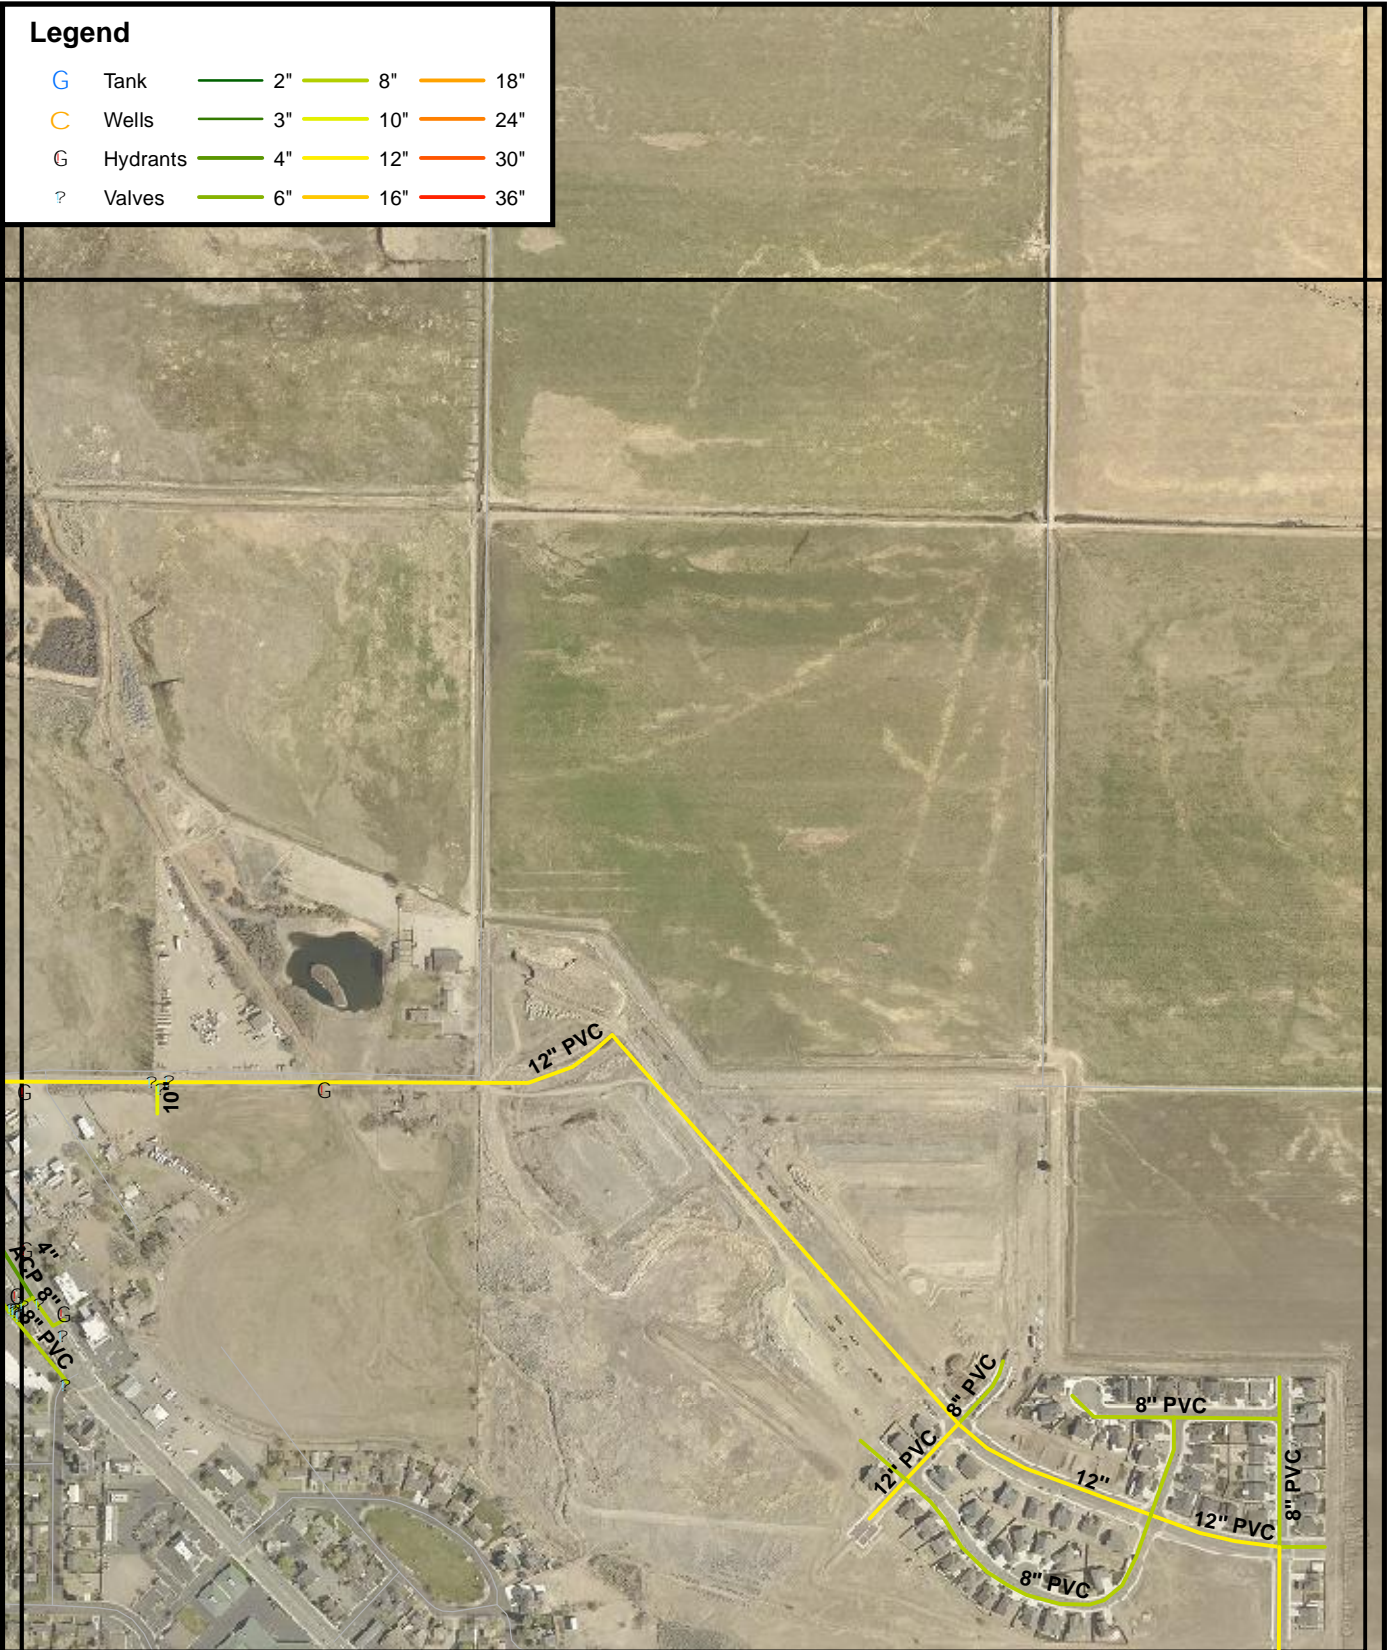 Legend
G Tank 2" 8" 18"
C Wells 3" 10" 24"
G Hydrants 4" 12" 30"
? Valves 6" 16" 36"
12" PVC
? ?
?
10"
G
G
G
4"
ACP 8"
G
G
?
8" PVC
?
8" PVC
8" PVC
12" PVC
12"
8" PVC
12" PVC
8" PVC